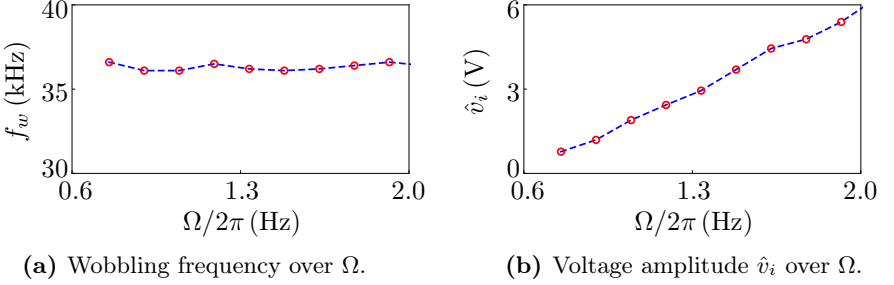 40
35
30
f_w (kHz)
0.6 1.3 2.0
Ω/2π (Hz)
(a) Wobbling frequency over Ω.
6
3
0
v̂_i (V)
0.6 1.3 2.0
Ω/2π (Hz)
(b) Voltage amplitude v̂_i over Ω.